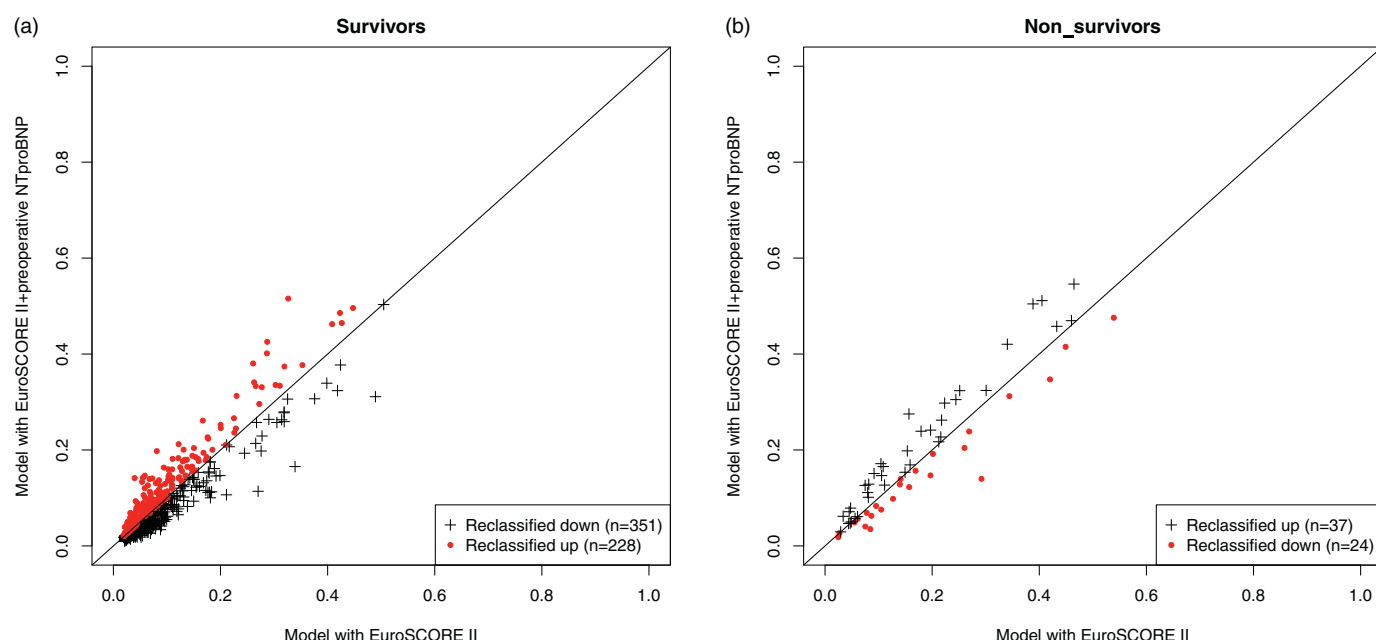 (a)
Survivors
Model with EuroSCORE II+preoperative NTproBNP
1.0
0.8
0.6
0.4
0.2
0.0
Reclassified down (n=351)
Reclassified up (n=228)
0.0 0.2 0.4 0.6 0.8 1.0
Model with EuroSCORE II
(b)
Non_survivors
Model with EuroSCORE II+preoperative NTproBNP
1.0
0.8
0.6
0.4
0.2
0.0
Reclassified up (n=37)
Reclassified down (n=24)
0.0 0.2 0.4 0.6 0.8 1.0
Model with EuroSCORE II